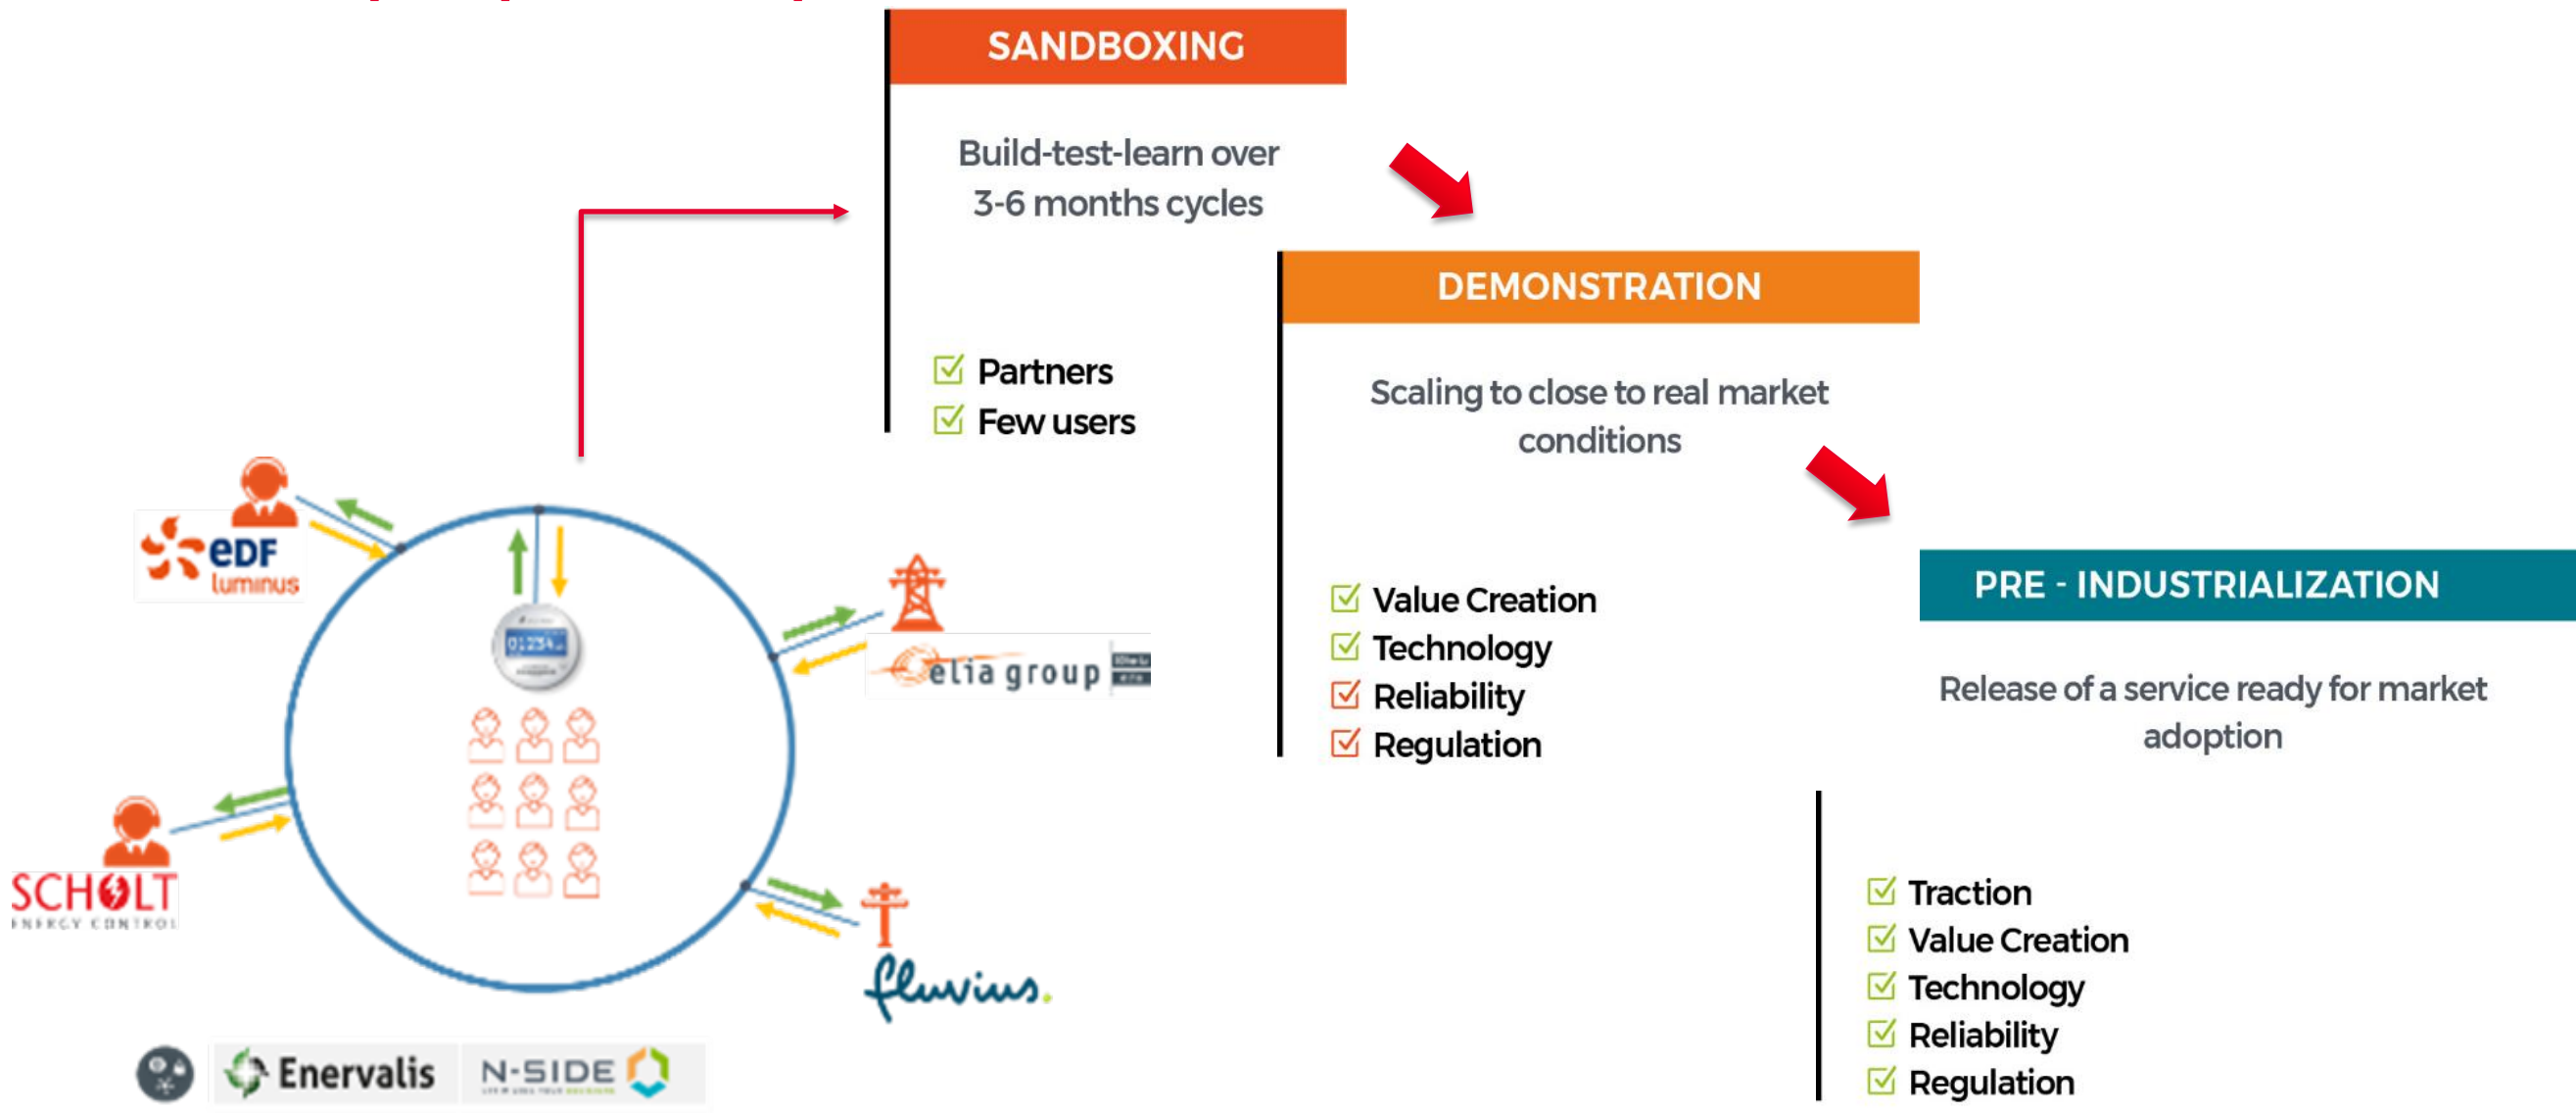 SANDBOXING
Build-test-learn over
3-6 months cycles
Partners
Few users
DEMONSTRATION
Scaling to close to real market
conditions
Value Creation
Technology
Reliability
Regulation
PRE - INDUSTRIALIZATION
Release of a service ready for market
adoption
Traction
Value Creation
Technology
Reliability
Regulation
eDF
luminus
01234
elia group
SCHOLT
ENERGY CONTROL
fluvius.
Enervalis
N-SIDE